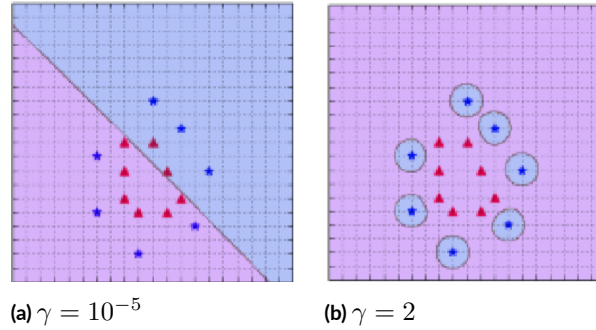 (a) γ = 10⁻⁵
(b) γ = 2